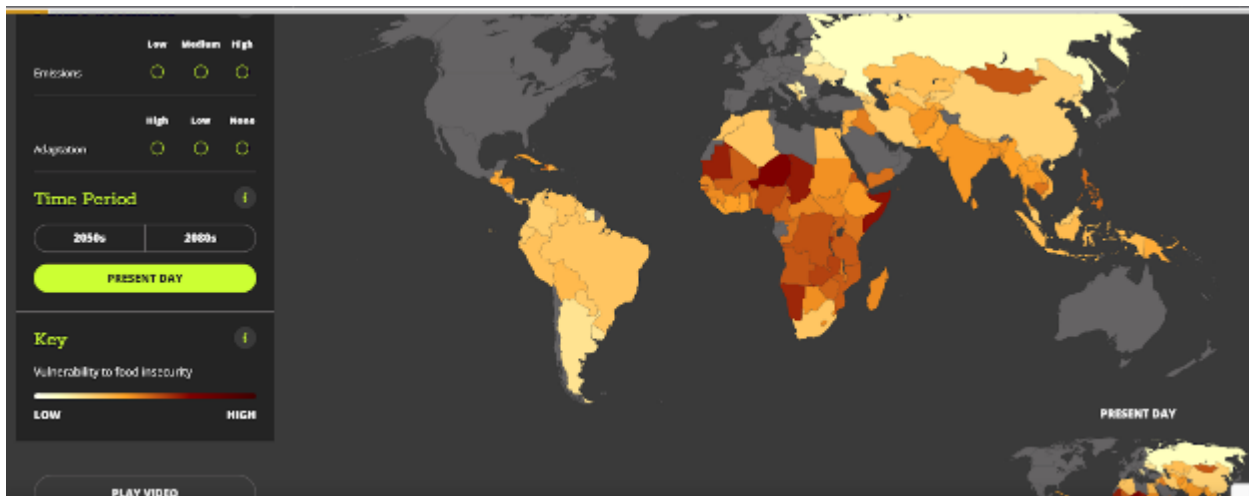 Low Medium High
Emissions
High Low None
Adaptation
Time Period i
2050s 2080s
PRESENT DAY
Key i
Vulnerability to food insecurity
LOW HIGH
PRESENT DAY
PLAY VIDEO